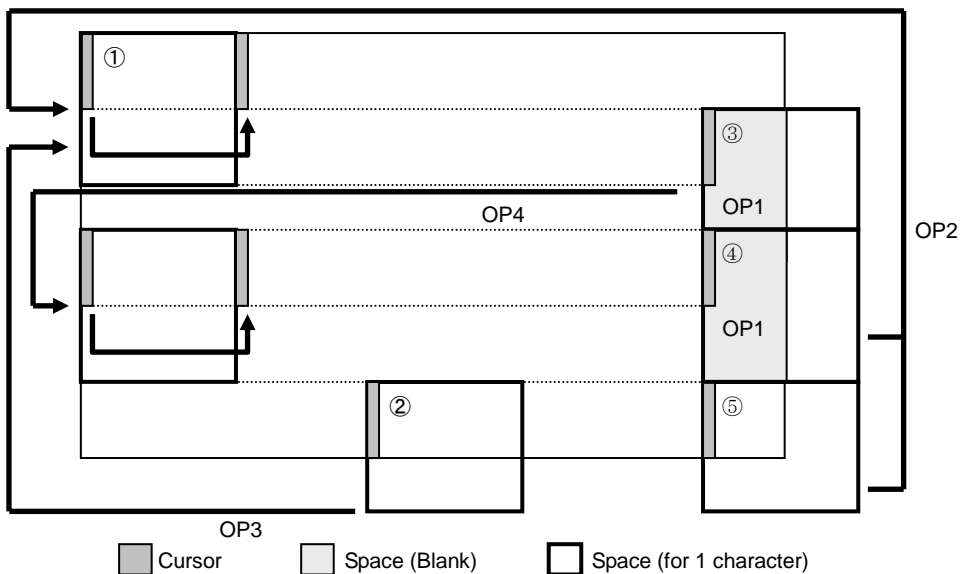 ①
③
OP1
OP4
OP2
④
OP1
②
⑤
OP3
Cursor
Space (Blank)
Space (for 1 character)